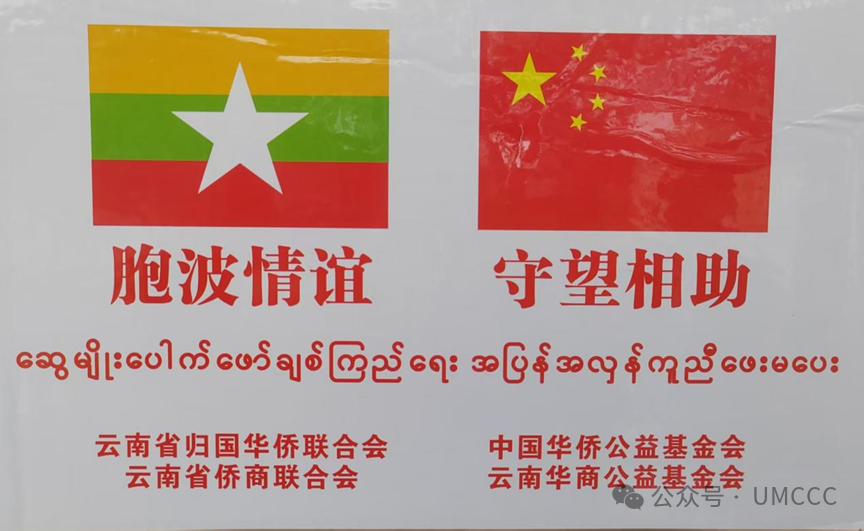 胞波情谊 守望相助
ဆွေမျိုးပေါက်ဖော်ချစ်ကြည်ရေး အပြန်အလှန်ကူညီဖေးမပေး
云南省归国华侨联合会 中国华侨公益基金会
云南省侨商联合会 云南华商公益基金会
公众号 · UMCCC